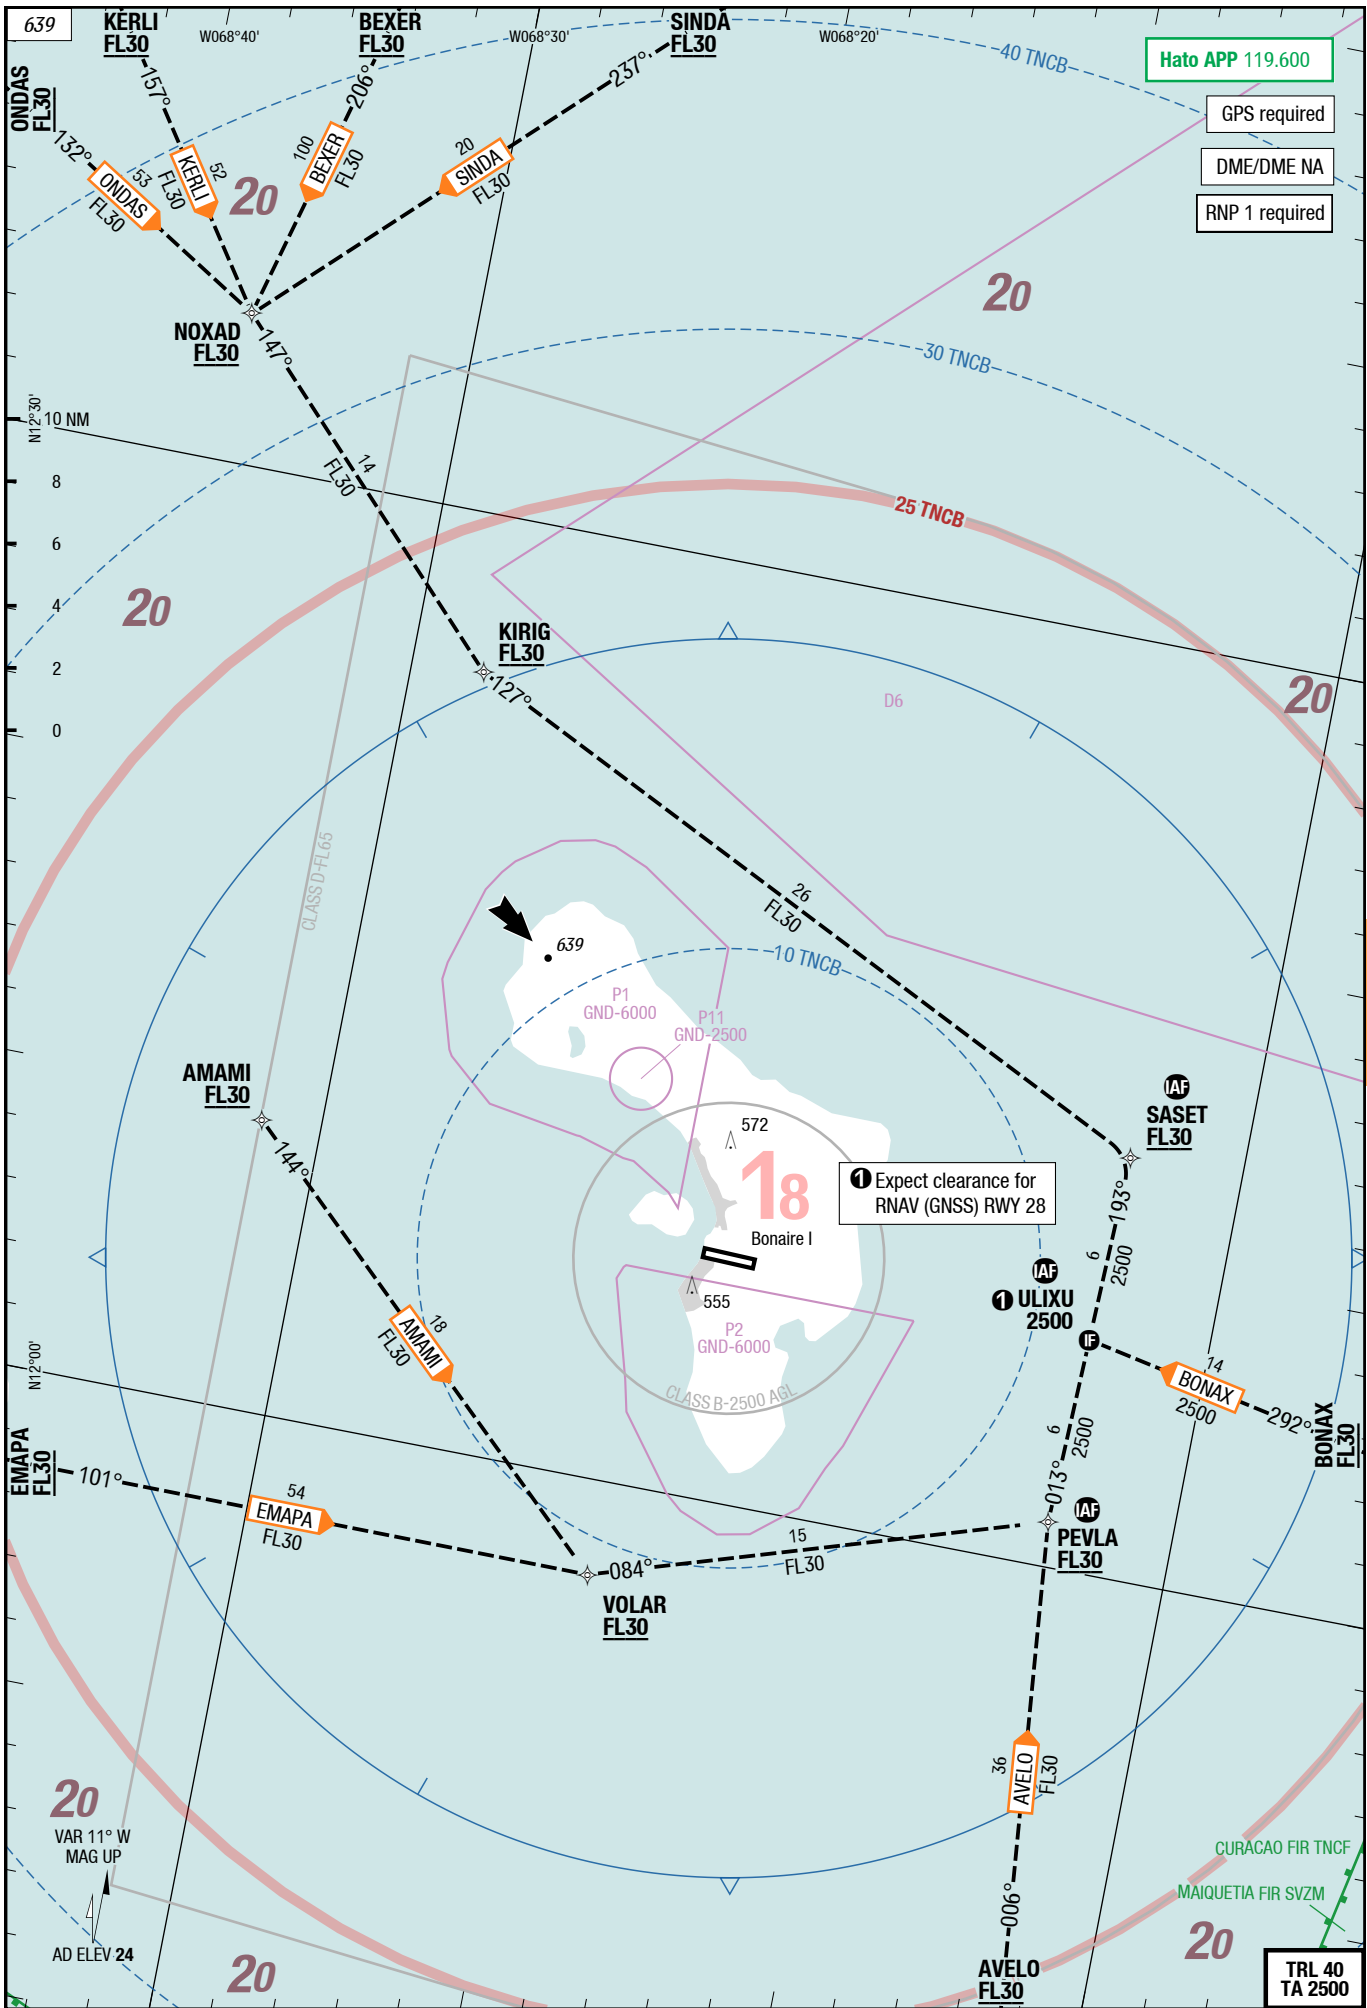 639
KERLI
FL30
W068°40'
BEXER
FL30
W068°30'
SINDA
FL30
W068°20'
40 TNCB
Hato APP 119.600
GPS required
DME/DME NA
RNP 1 required
ONDAS
FL30
132°
157°
206°
237°
53
ONDAS
FL30
52
KERLI
FL30
100
BEXER
FL30
20
SINDA
FL30
20
20
NOXAD
FL30
147°
30 TNCB
N12°30'
10 NM
8
6
4
2
0
14
FL30
25 TNCB
20
20
KIRIG
FL30
127°
D6
CLASS D-FL65
26
FL30
639
10 TNCB
P1
GND-6000
P11
GND-2500
AMAMI
FL30
144°
IAF
SASET
FL30
572
18
1 Expect clearance for
RNAV (GNSS) RWY 28
193°
6
2500
Bonaire I
IAF
1 ULIXU
2500
IF
555
P2
GND-6000
CLASS B-2500 AGL
18
AMAMI
FL30
N12°00'
14
BONAX
2500
292°
BONAX
FL30
6
2500
013°
EMAPA
FL30
101°
54
EMAPA
FL30
IAF
PEVLA
FL30
15
FL30
084°
VOLAR
FL30
36
AVELO
FL30
006°
AVELO
FL30
20
VAR 11° W
MAG UP
AD ELEV 24
20
CURACAO FIR TNCF
MAIQUETIA FIR SVZM
20
TRL 40
TA 2500